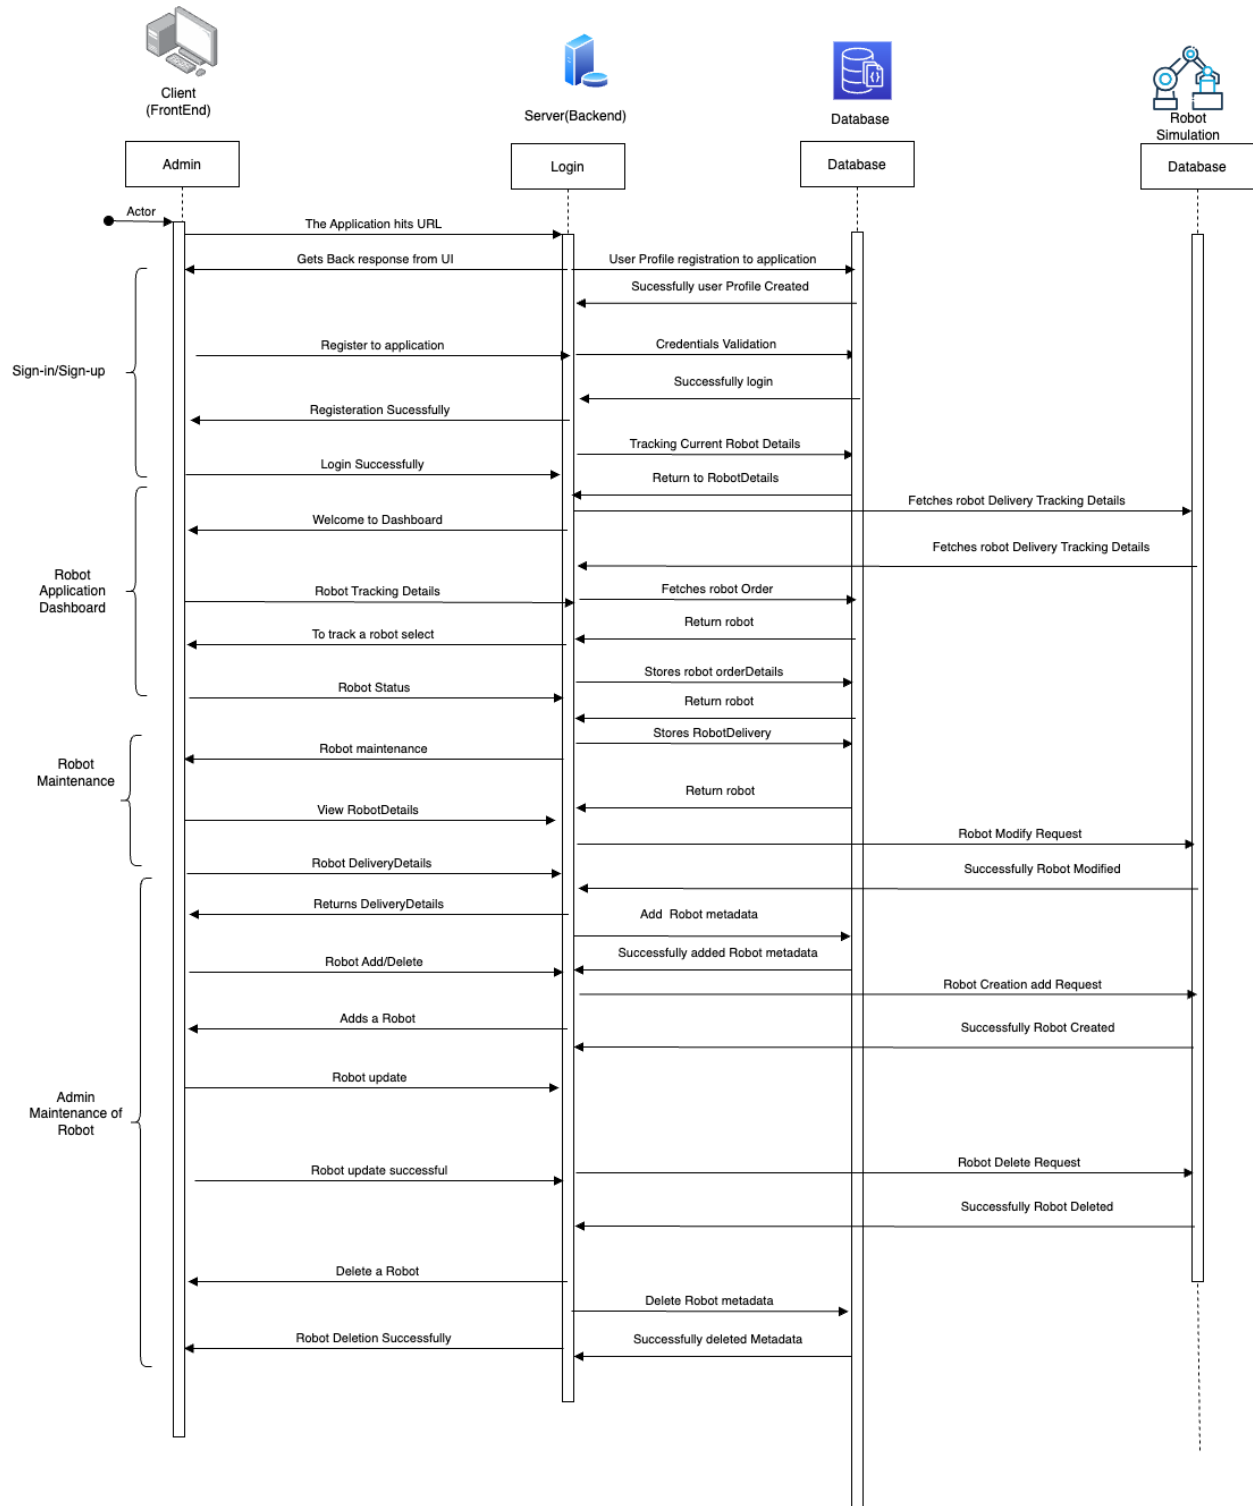 Client
(FrontEnd)
Server(Backend)
Database
Robot
Simulation
Admin
Login
Database
Database
Actor
The Application hits URL
Gets Back response from UI
User Profile registration to application
Sucessfully user Profile Created
Register to application
Credentials Validation
Sign-in/Sign-up
Successfully login
Registeration Sucessfully
Tracking Current Robot Details
Login Successfully
Return to RobotDetails
Fetches robot Delivery Tracking Details
Welcome to Dashboard
Fetches robot Delivery Tracking Details
Robot
Application
Dashboard
Robot Tracking Details
Fetches robot Order
Return robot
To track a robot select
Stores robot orderDetails
Robot Status
Return robot
Stores RobotDelivery
Robot maintenance
Robot
Maintenance
Return robot
View RobotDetails
Robot Modify Request
Robot DeliveryDetails
Successfully Robot Modified
Returns DeliveryDetails
Add Robot metadata
Successfully added Robot metadata
Robot Add/Delete
Robot Creation add Request
Adds a Robot
Successfully Robot Created
Robot update
Admin
Maintenance of
Robot
Robot update successful
Robot Delete Request
Successfully Robot Deleted
Delete a Robot
Delete Robot metadata
Robot Deletion Successfully
Successfully deleted Metadata